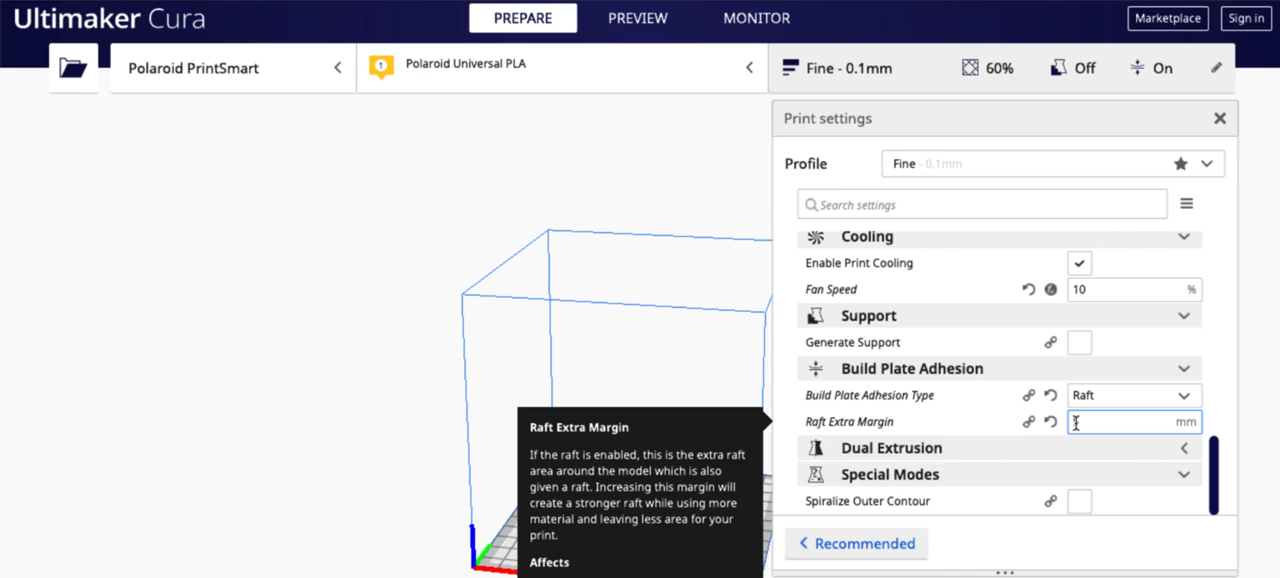 Ultimaker Cura
PREPARE
PREVIEW
MONITOR
Marketplace
Sign in
Polaroid PrintSmart
1
Polaroid Universal PLA
Fine - 0.1mm
60%
Off
On
Print settings
Profile
Fine - 0.1mm
Search settings
Cooling
Enable Print Cooling
Fan Speed
10
%
Support
Generate Support
Build Plate Adhesion
Build Plate Adhesion Type
Raft
Raft Extra Margin
mm
Dual Extrusion
Special Modes
Spiralize Outer Contour
Recommended
Raft Extra Margin
If the raft is enabled, this is the extra raft
area around the model which is also
given a raft. Increasing this margin will
create a stronger raft while using more
material and leaving less area for your
print.
Affects